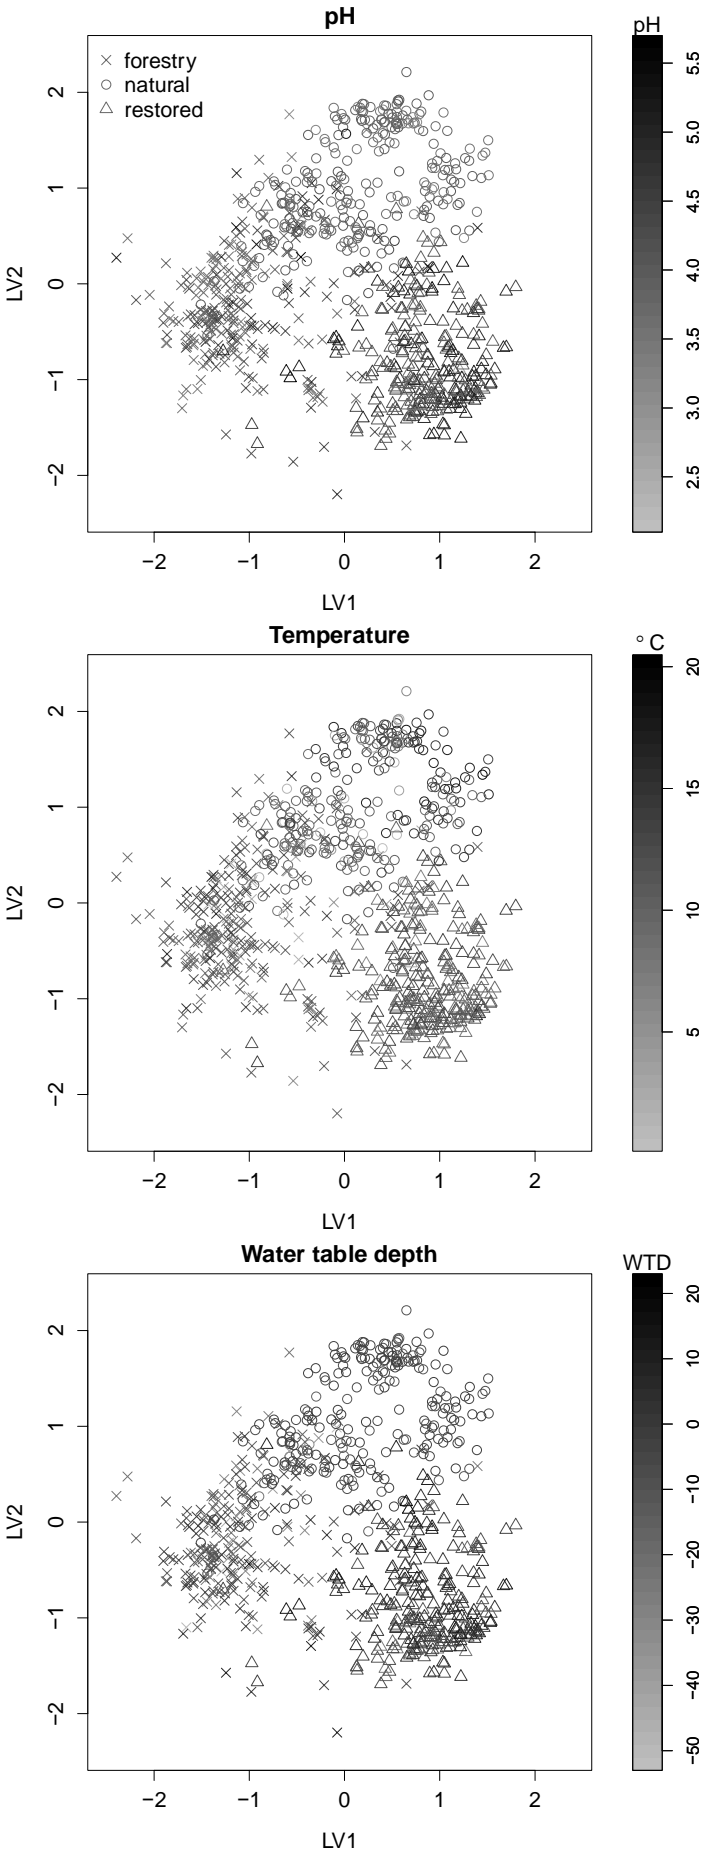 pH
pH
forestry
natural
restored
2
1
0
−1
−2
LV2
−2 −1 0 1 2
LV1
5.5
5.0
4.5
4.0
3.5
3.0
2.5
Temperature
° C
2
1
0
−1
−2
LV2
−2 −1 0 1 2
LV1
20
15
10
5
Water table depth
WTD
2
1
0
−1
−2
LV2
−2 −1 0 1 2
LV1
20
10
0
−10
−20
−30
−40
−50